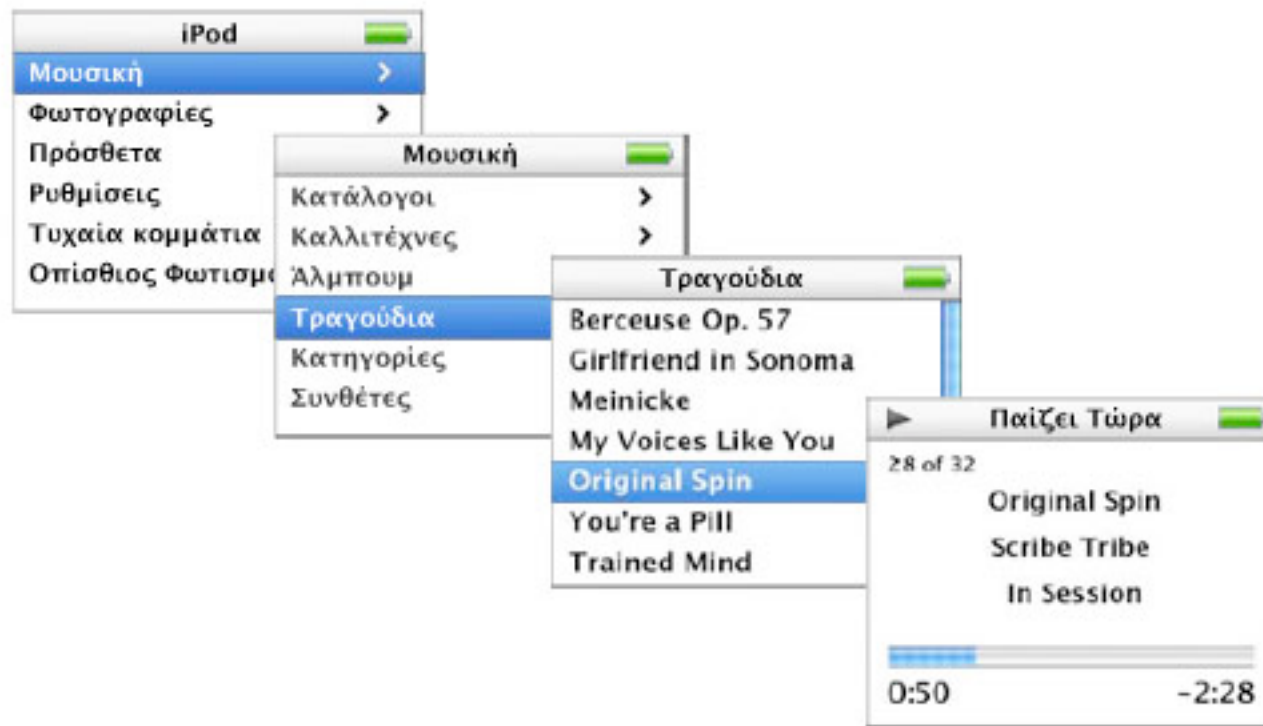 iPod
Μουσική
Φωτογραφίες
Πρόσθετα
Ρυθμίσεις
Τυχαία κομμάτια
Οπίσθιος Φωτισμ
Μουσική
Κατάλογοι
Καλλιτέχνες
Άλμπουμ
Τραγούδια
Κατηγορίες
Συνθέτες
Τραγούδια
Berceuse Op. 57
Girlfriend in Sonoma
Meinicke
My Voices Like You
Original Spin
You're a Pill
Trained Mind
Παίζει Τώρα
28 of 32
Original Spin
Scribe Tribe
In Session
0:50 -2:28